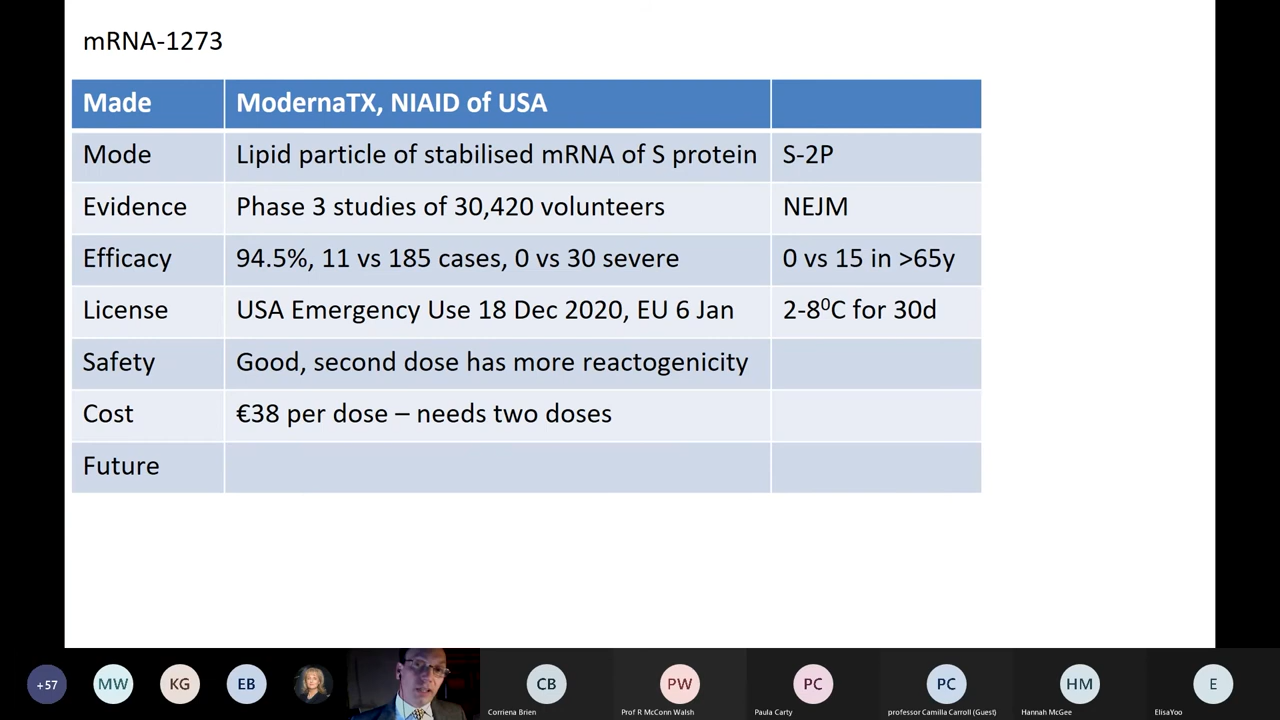 mRNA-1273
Made ModernaTX, NIAID of USA
Mode Lipid particle of stabilised mRNA of S protein S-2P
Evidence Phase 3 studies of 30,420 volunteers NEJM
Efficacy 94.5%, 11 vs 185 cases, 0 vs 30 severe 0 vs 15 in >65y
License USA Emergency Use 18 Dec 2020, EU 6 Jan 2-8⁰C for 30d
Safety Good, second dose has more reactogenicity
Cost €38 per dose – needs two doses
Future
+57 MW KG EB CB PW PC PC HM E
Corriena Brien Prof R McConn Walsh Paula Carty professor Camilla Carroll (Guest) Hannah McGee ElisaYoo